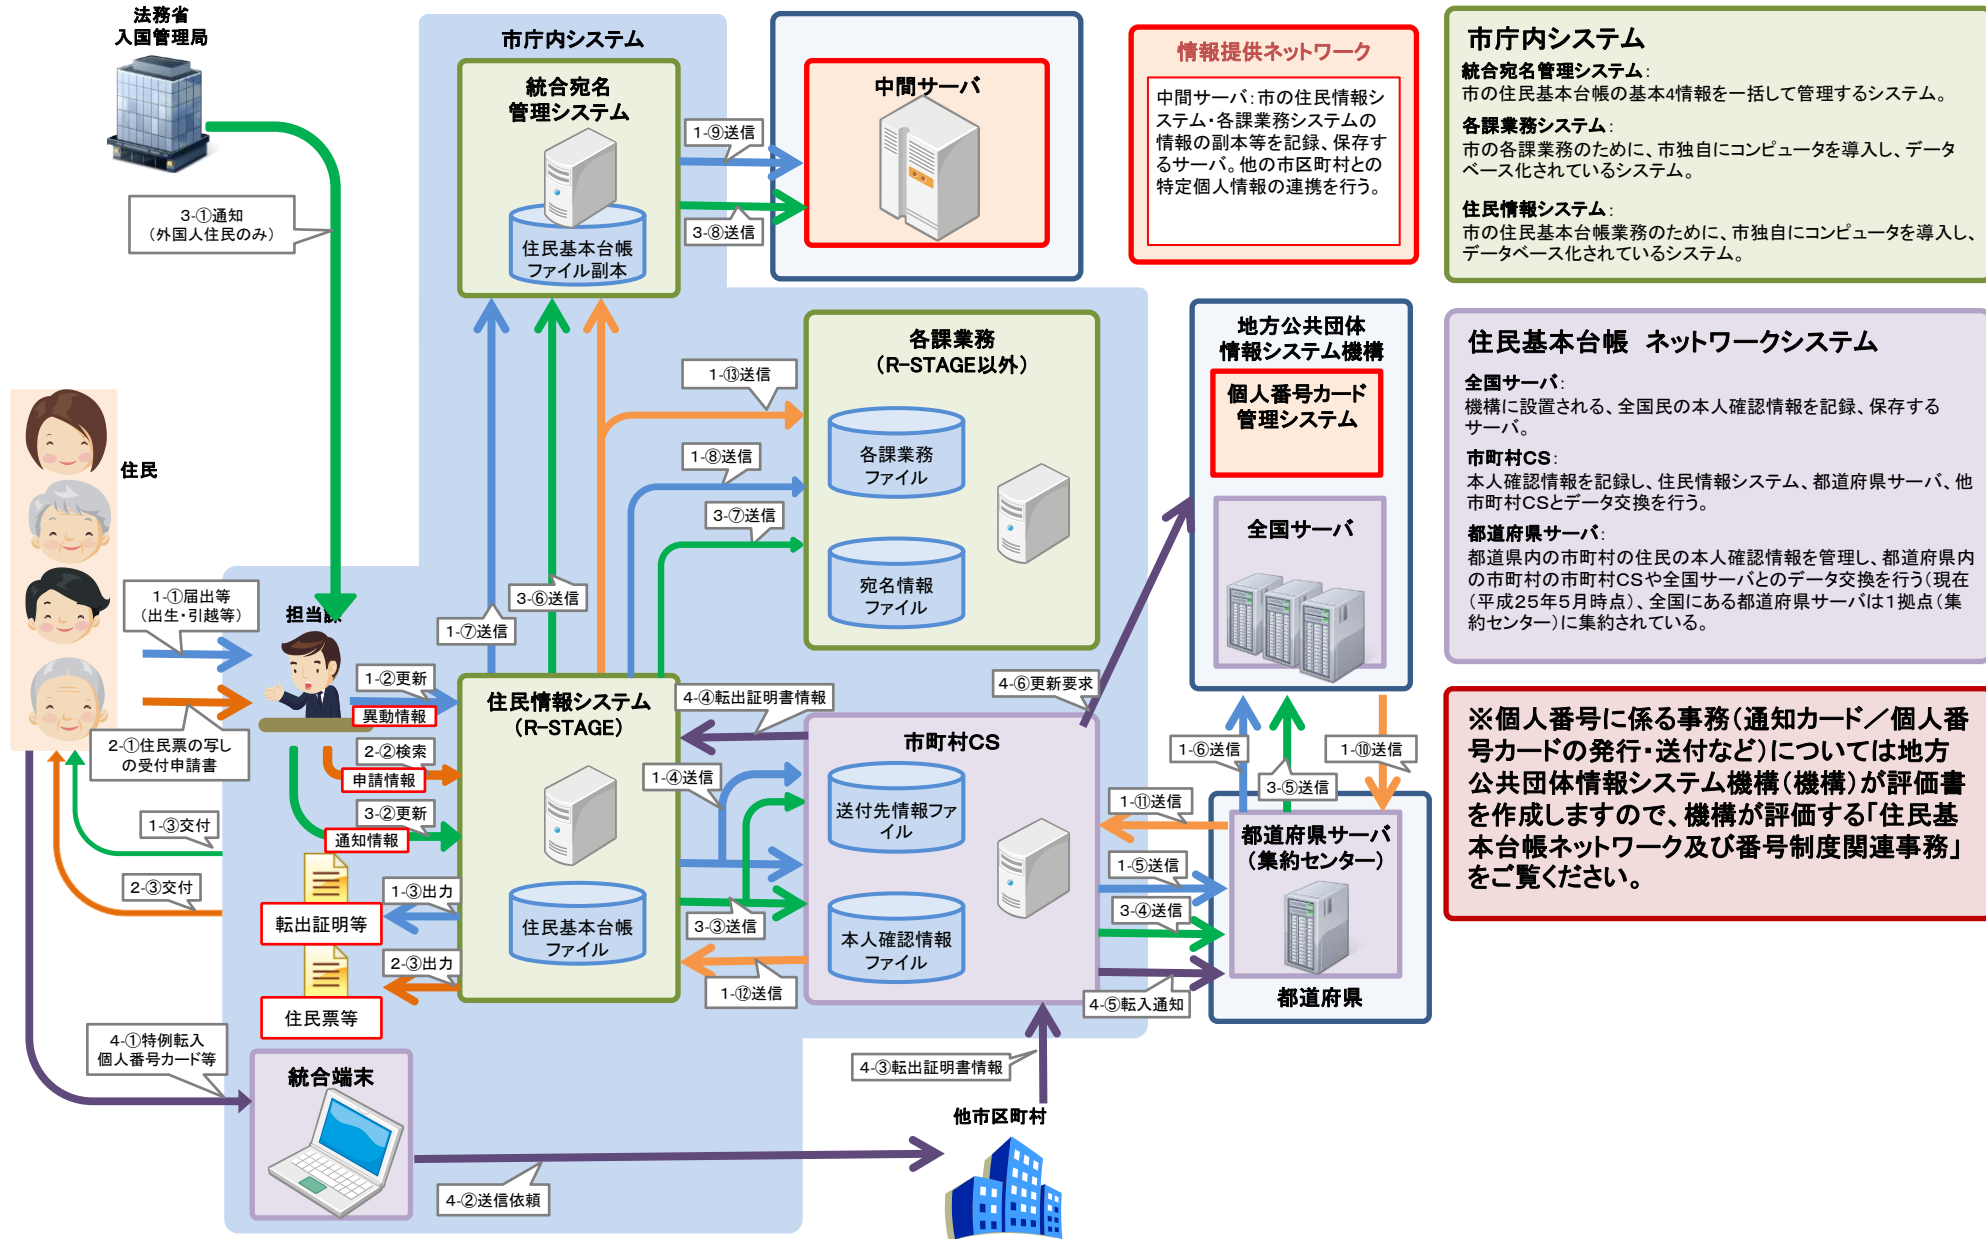 法務省
入国管理局
3-①通知
（外国人住民のみ）
市庁内システム
統合宛名
管理システム
住民基本台帳
ファイル副本
1-⑨送信
3-⑧送信
中間サーバ
情報提供ネットワーク
中間サーバ：市の住民情報シ
ステム・各課業務システムの
情報の副本等を記録、保存す
るサーバ。他の市区町村との
特定個人情報の連携を行う。
市庁内システム
統合宛名管理システム：
市の住民基本台帳の基本4情報を一括して管理するシステム。
各課業務システム：
市の各課業務のために、市独自にコンピュータを導入し、データ
ベース化されているシステム。
住民情報システム：
市の住民基本台帳業務のために、市独自にコンピュータを導入し、
データベース化されているシステム。
住民基本台帳 ネットワークシステム
全国サーバ：
機構に設置される、全国民の本人確認情報を記録、保存する
サーバ。
市町村CS：
本人確認情報を記録し、住民情報システム、都道府県サーバ、他
市町村CSとデータ交換を行う。
都道府県サーバ：
都道県内の市町村の住民の本人確認情報を管理し、都道府県内
の市町村の市町村CSや全国サーバとのデータ交換を行う（現在
（平成25年5月時点）、全国にある都道府県サーバは1拠点（集
約センター）に集約されている。
※個人番号に係る事務（通知カード／個人番
号カードの発行・送付など）については地方
公共団体情報システム機構（機構）が評価書
を作成しますので、機構が評価する「住民基
本台帳ネットワーク及び番号制度関連事務」
をご覧ください。
各課業務
（R-STAGE以外）
各課業務
ファイル
宛名情報
ファイル
1-⑬送信
1-⑧送信
3-⑦送信
1-⑦送信
3-⑥送信
地方公共団体
情報システム機構
個人番号カード
管理システム
全国サーバ
住民
1-①届出等
（出生・引越等）
担当課
2-①住民票の写し
の受付申請書
1-②更新
異動情報
2-②検索
申請情報
3-②更新
通知情報
1-③交付
2-③交付
1-③出力
転出証明等
2-③出力
住民票等
住民情報システム
（R-STAGE）
住民基本台帳
ファイル
4-④転出証明書情報
1-④送信
3-③送信
1-⑫送信
市町村CS
送付先情報ファ
イル
本人確認情報
ファイル
4-⑥更新要求
1-⑥送信
3-⑤送信
1-⑩送信
1-⑪送信
1-⑤送信
3-④送信
4-⑤転入通知
都道府県サーバ
（集約センター）
都道府県
4-①特例転入
個人番号カード等
統合端末
4-②送信依頼
4-③転出証明書情報
他市区町村